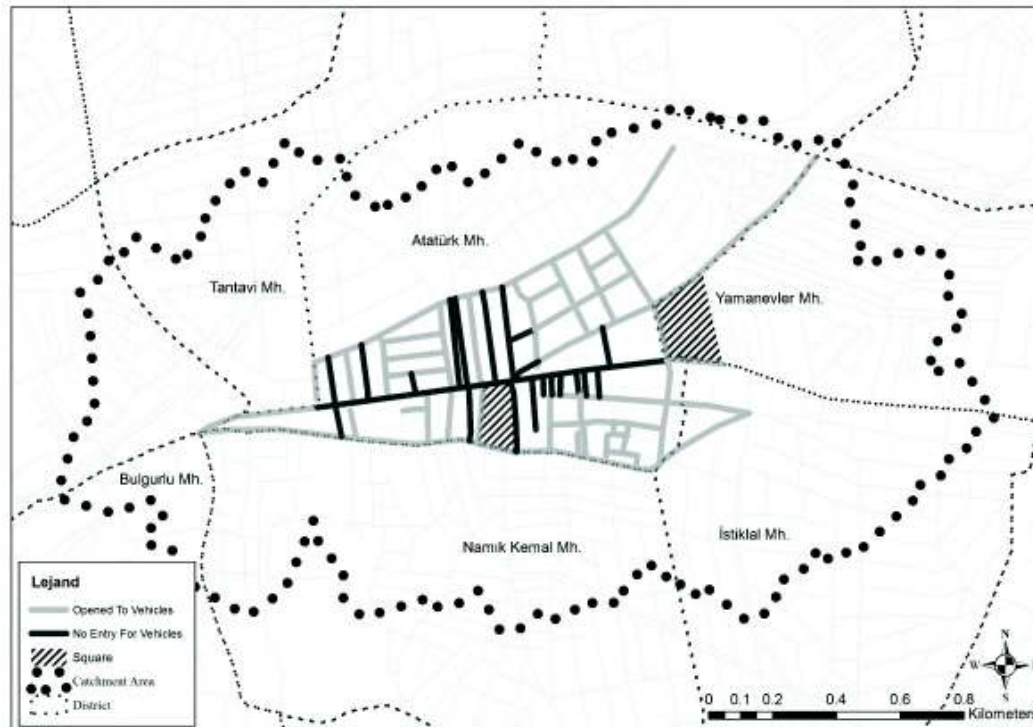 Atatürk Mh.
Tantavi Mh.
Yamanevler Mh.
Bulgurlu Mh.
Namık Kemal Mh.
İstiklal Mh.
Lejand
Opened To Vehicles
No Entry For Vehicles
Square
Catchment Area
District
N
W
S
0 0.1 0.2 0.4 0.6 0.8
Kilometer